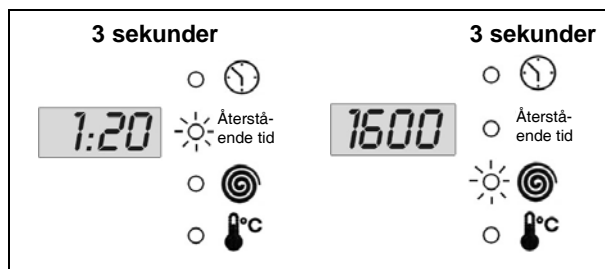 3 sekunder
1:20
Återstå-
ende tid
°C
3 sekunder
1600
Återstå-
ende tid
°C